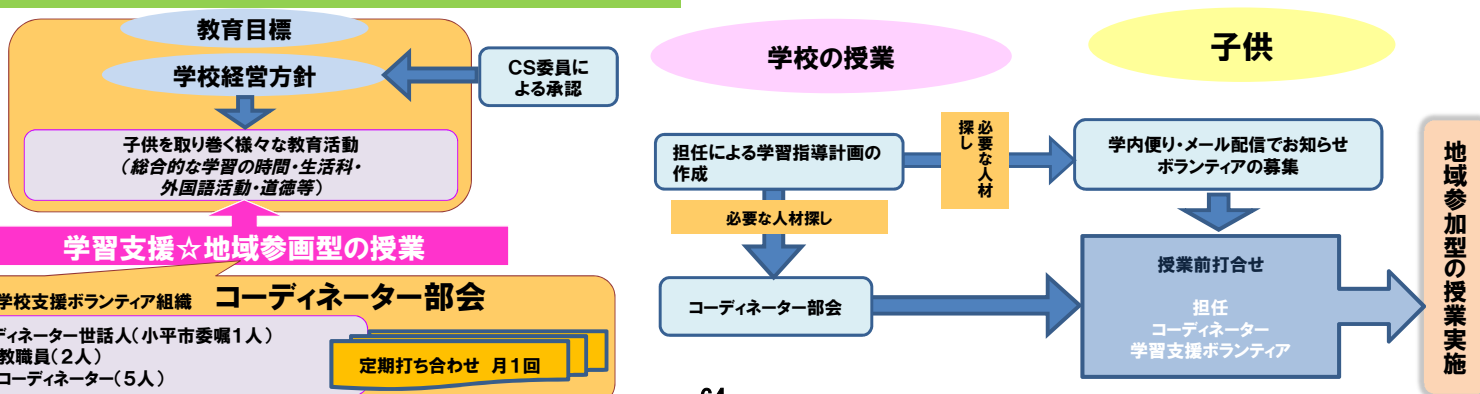 教育目標
学校経営方針
CS委員に
よる承認
子供を取り巻く様々な教育活動
(総合的な学習の時間・生活科・
外国語活動・道徳等)
学習支援☆地域参画型の授業
学校支援ボランティア組織 コーディネーター部会
ディネーター世話人(小平市委嘱1人)
教職員(2人)
コーディネーター(5人)
定期打ち合わせ 月1回
学校の授業
子供
担任による学習指導計画の
作成
必要な人材
探し
学内便り・メール配信でお知らせ
ボランティアの募集
必要な人材探し
コーディネーター部会
授業前打合せ
担任
コーディネーター
学習支援ボランティア
地域参加型の授業実施